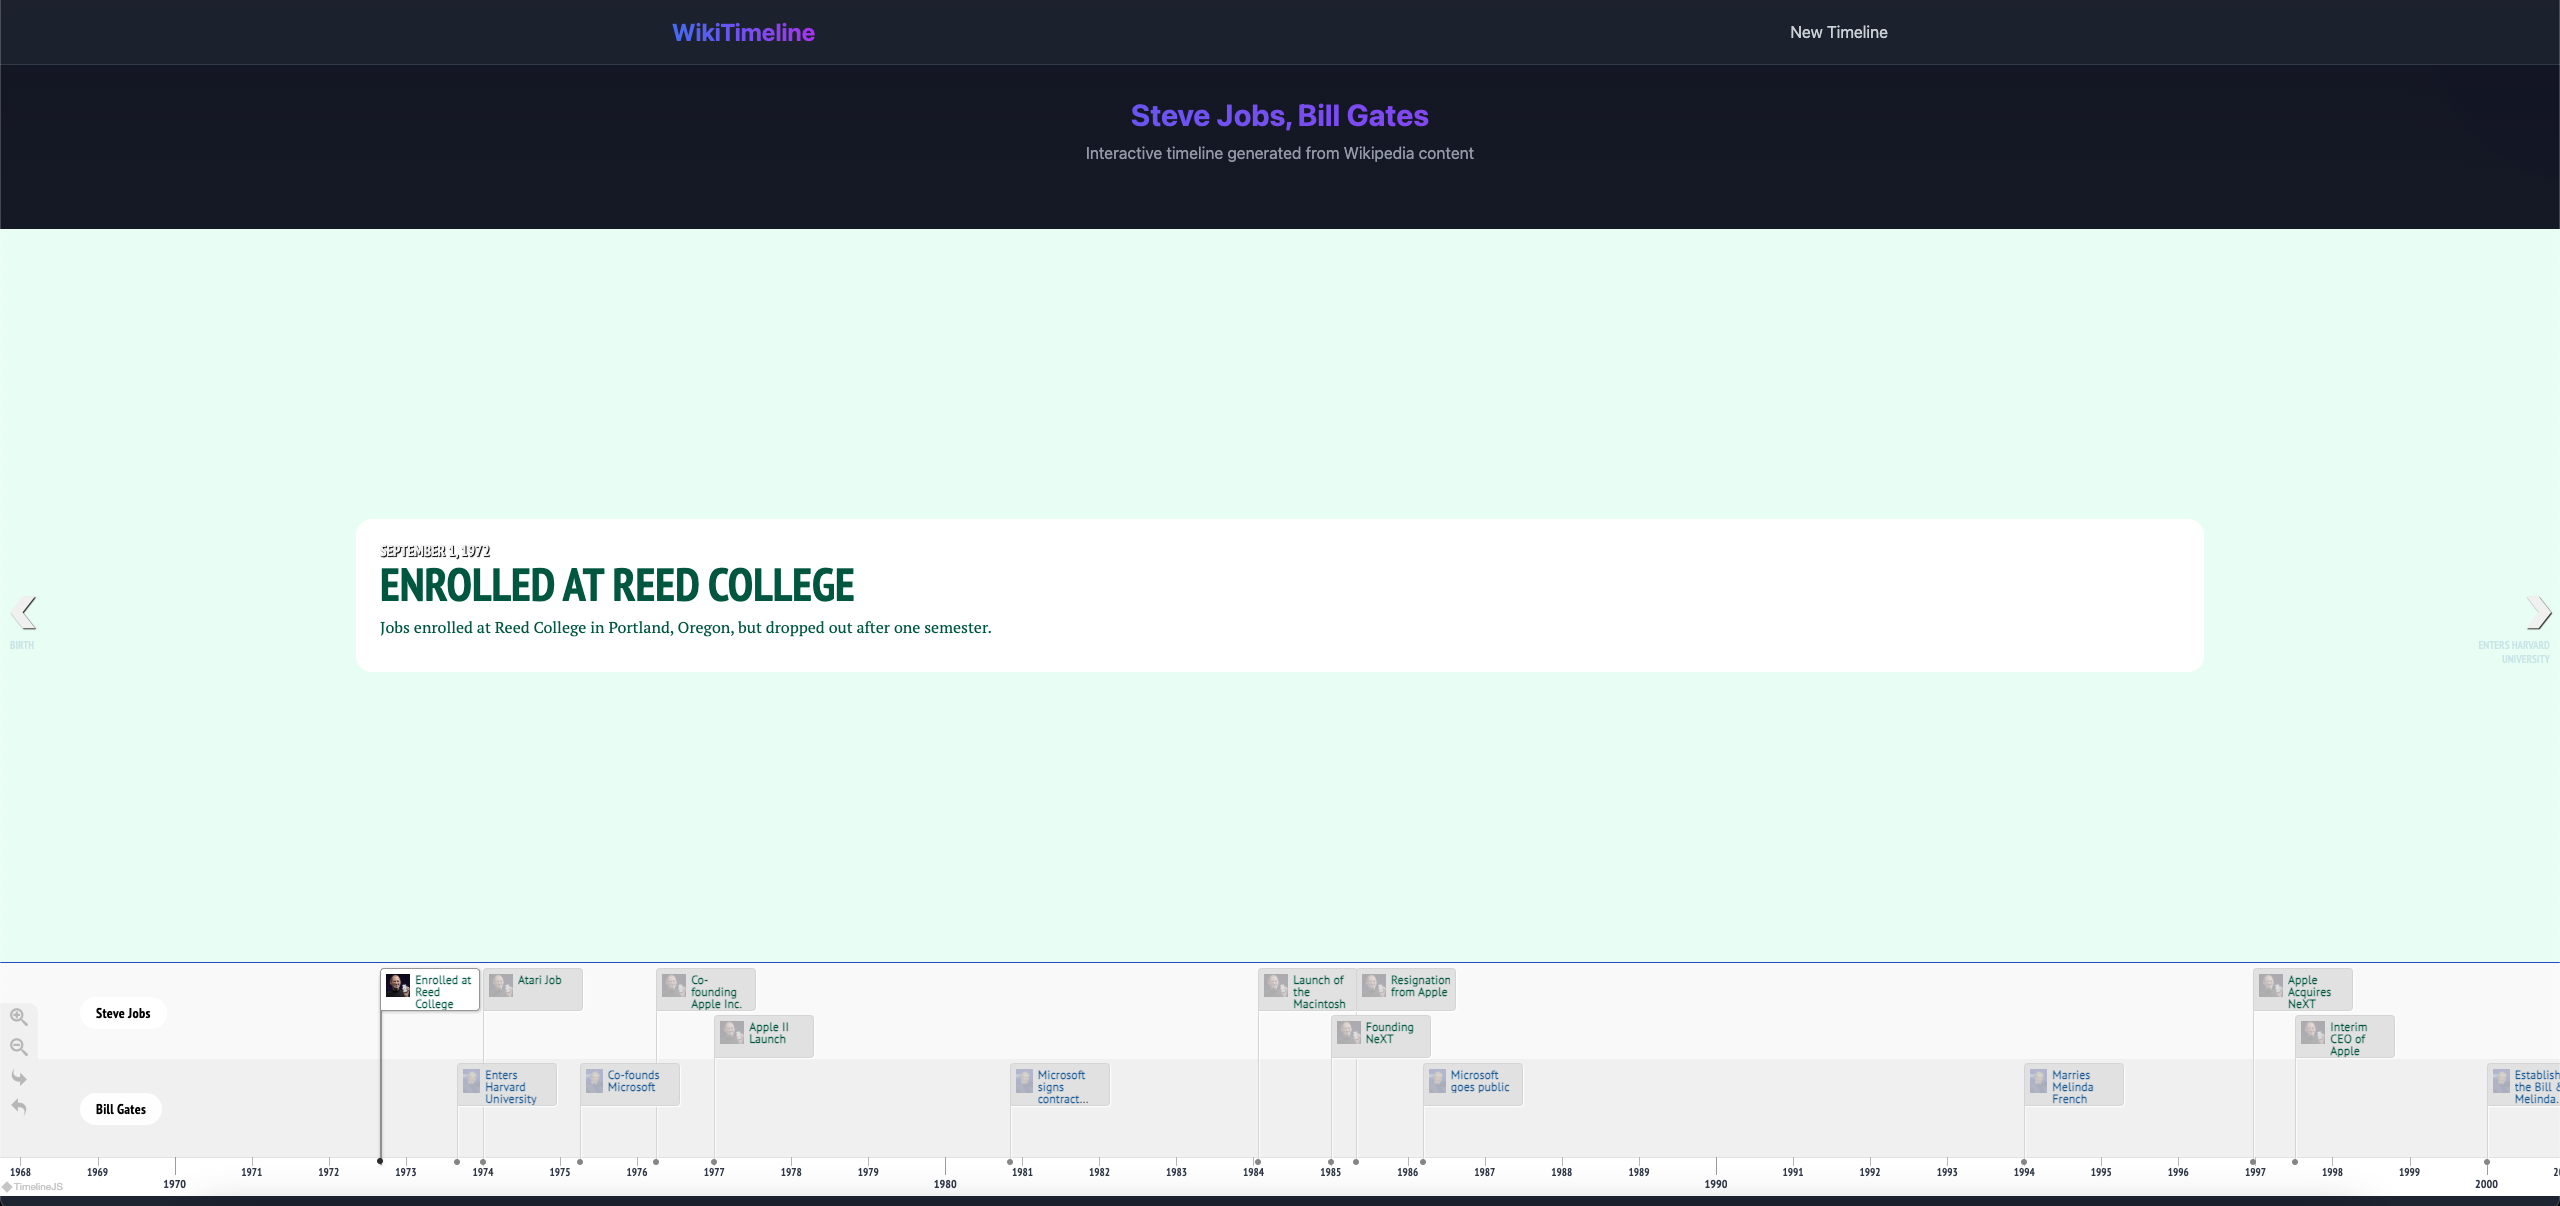 WikiTimeline
New Timeline
Steve Jobs, Bill Gates
Interactive timeline generated from Wikipedia content
SEPTEMBER 1, 1972
ENROLLED AT REED COLLEGE
Jobs enrolled at Reed College in Portland, Oregon, but dropped out after one semester.
BIRTH
ENTERS HARVARD
UNIVERSITY
Steve Jobs
Enrolled at
Reed
College
Atari Job
Co-
founding
Apple Inc.
Apple II
Launch
Launch of
the
Macintosh
Resignation
from Apple
Founding
NeXT
Apple
Acquires
NeXT
Interim
CEO of
Apple
Bill Gates
Enters
Harvard
University
Co-founds
Microsoft
Microsoft
signs
contract...
Microsoft
goes public
Marries
Melinda
French
Establish
the Bill &
Melinda.
1968 1969 1971 1972 1973 1974 1975 1976 1977 1978 1979 1981 1982 1983 1984 1985 1986 1987 1988 1989 1991 1992 1993 1994 1995 1996 1997 1998 1999
1970 1980 1990 2000
TimelineJS